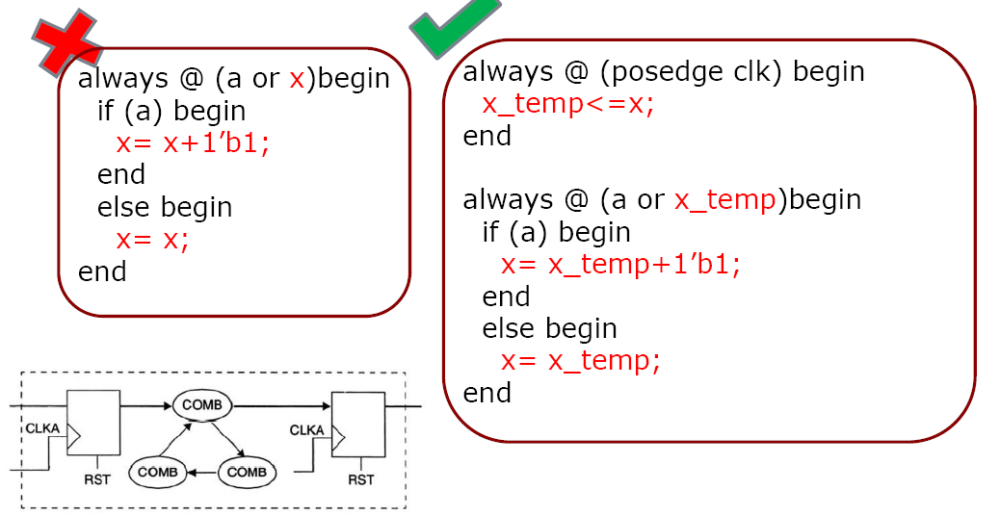 always @ (a or x)begin
if (a) begin
x= x+1’b1;
end
else begin
x= x;
end
always @ (posedge clk) begin
x_temp<=x;
end
always @ (a or x_temp)begin
if (a) begin
x= x_temp+1’b1;
end
else begin
x= x_temp;
end
COMB
CLKA
CLKA
COMB
COMB
RST
RST